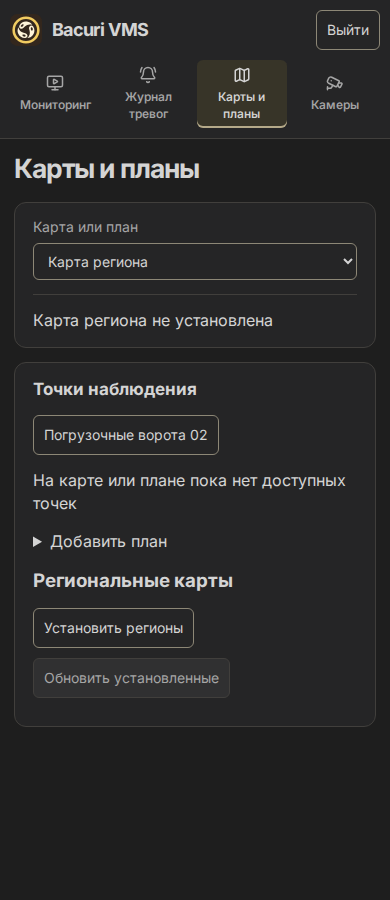 Bacuri VMS
Выйти
Мониторинг
Журнал
тревог
Карты и
планы
Камеры
Карты и планы
Карта или план
Карта региона
Карта региона не установлена
Точки наблюдения
Погрузочные ворота 02
На карте или плане пока нет доступных
точек
Добавить план
Региональные карты
Установить регионы
Обновить установленные